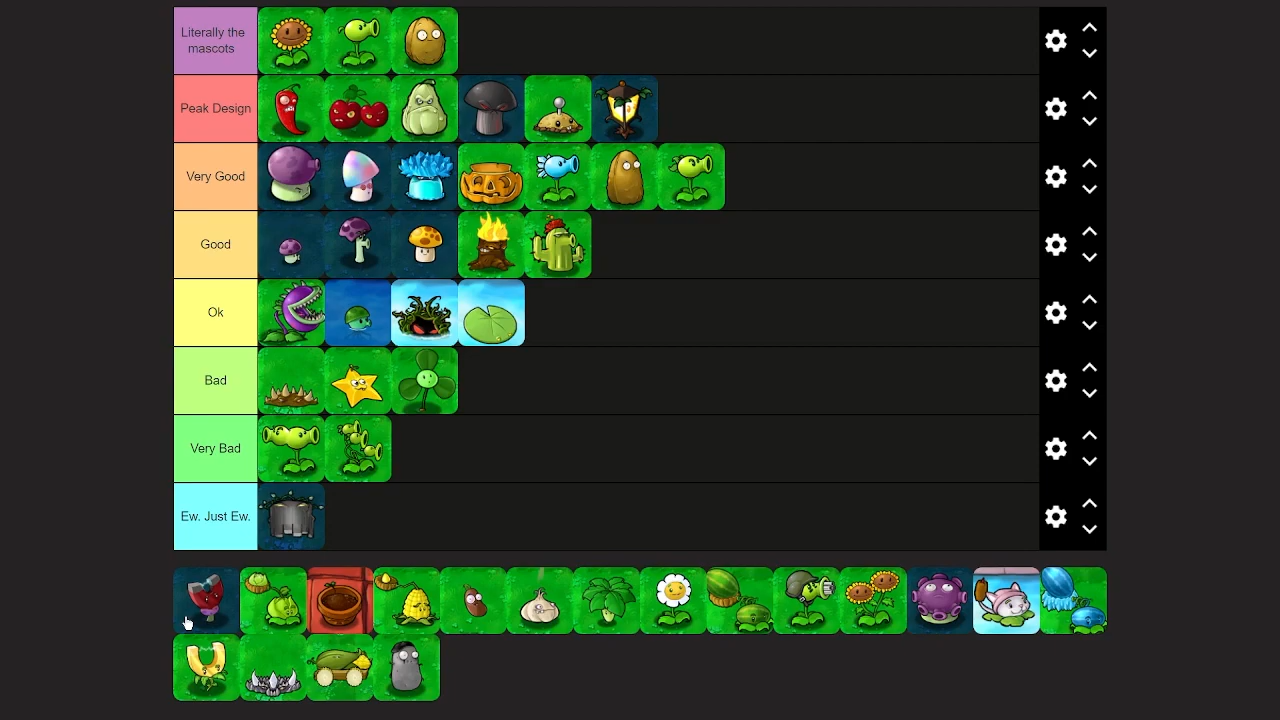 Literally the
mascots
Peak Design
Very Good
Good
Ok
Bad
Very Bad
Ew. Just Ew.